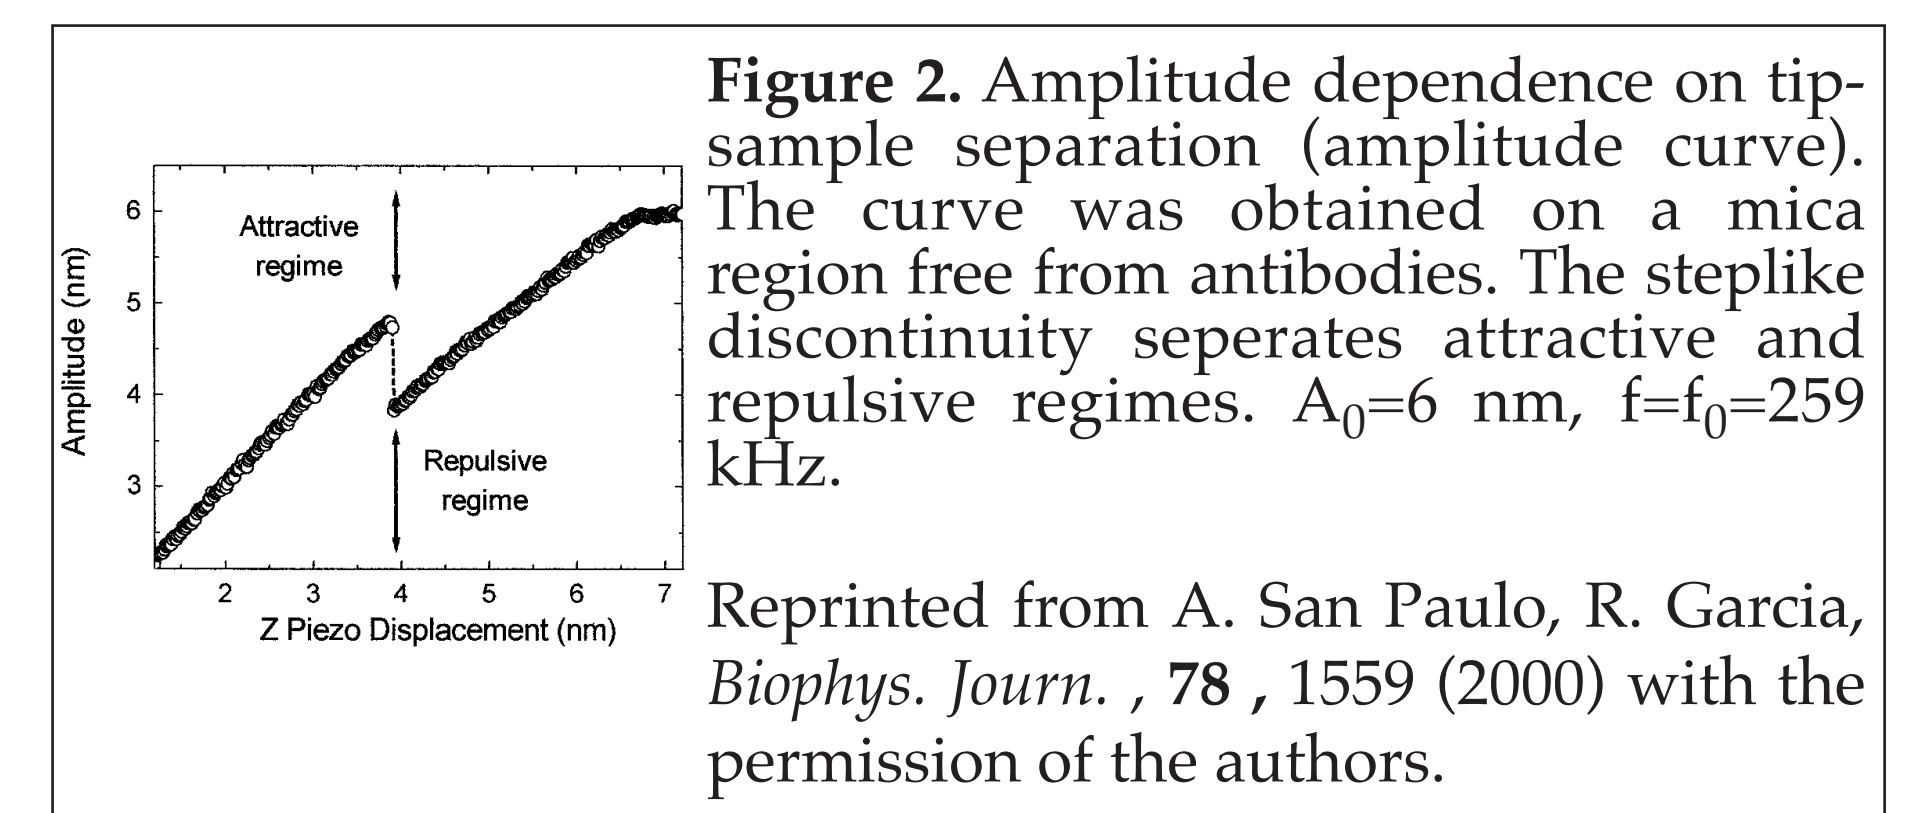 Figure 2. Amplitude dependence on tip-
sample separation (amplitude curve).
The curve was obtained on a mica
region free from antibodies. The steplike
discontinuity seperates attractive and
repulsive regimes. A₀=6 nm, f=f₀=259
kHz.
Reprinted from A. San Paulo, R. Garcia,
Biophys. Journ. , 78 , 1559 (2000) with the
permission of the authors.
Amplitude (nm)
6
5
4
3
Attractive
regime
Repulsive
regime
2 3 4 5 6 7
Z Piezo Displacement (nm)